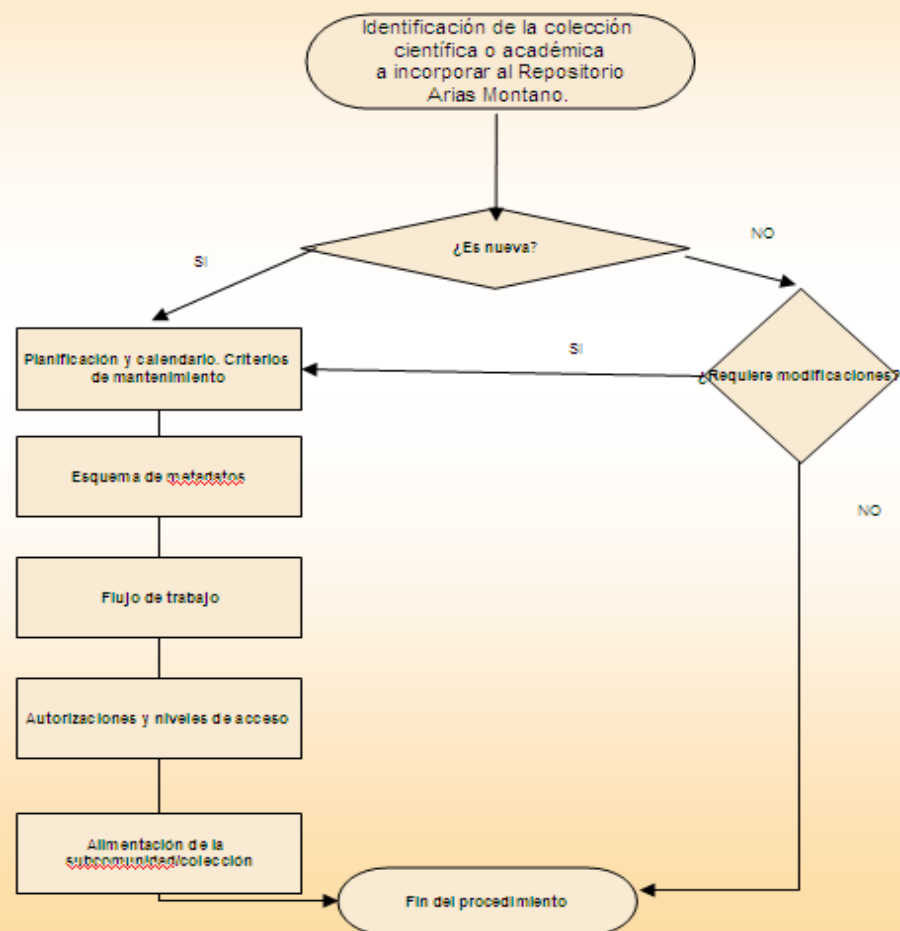 Identificación de la colección
científica o académica
a incorporar al Repositorio
Arias Montano.
¿Es nueva?
NO
SI
Planificación y calendario. Criterios
de mantenimiento
SI
¿Requiere modificaciones?
Esquema de metadatos
NO
Flujo de trabajo
Autorizaciones y niveles de acceso
Alimentación de la
subcomunidad/colección
Fin del procedimiento